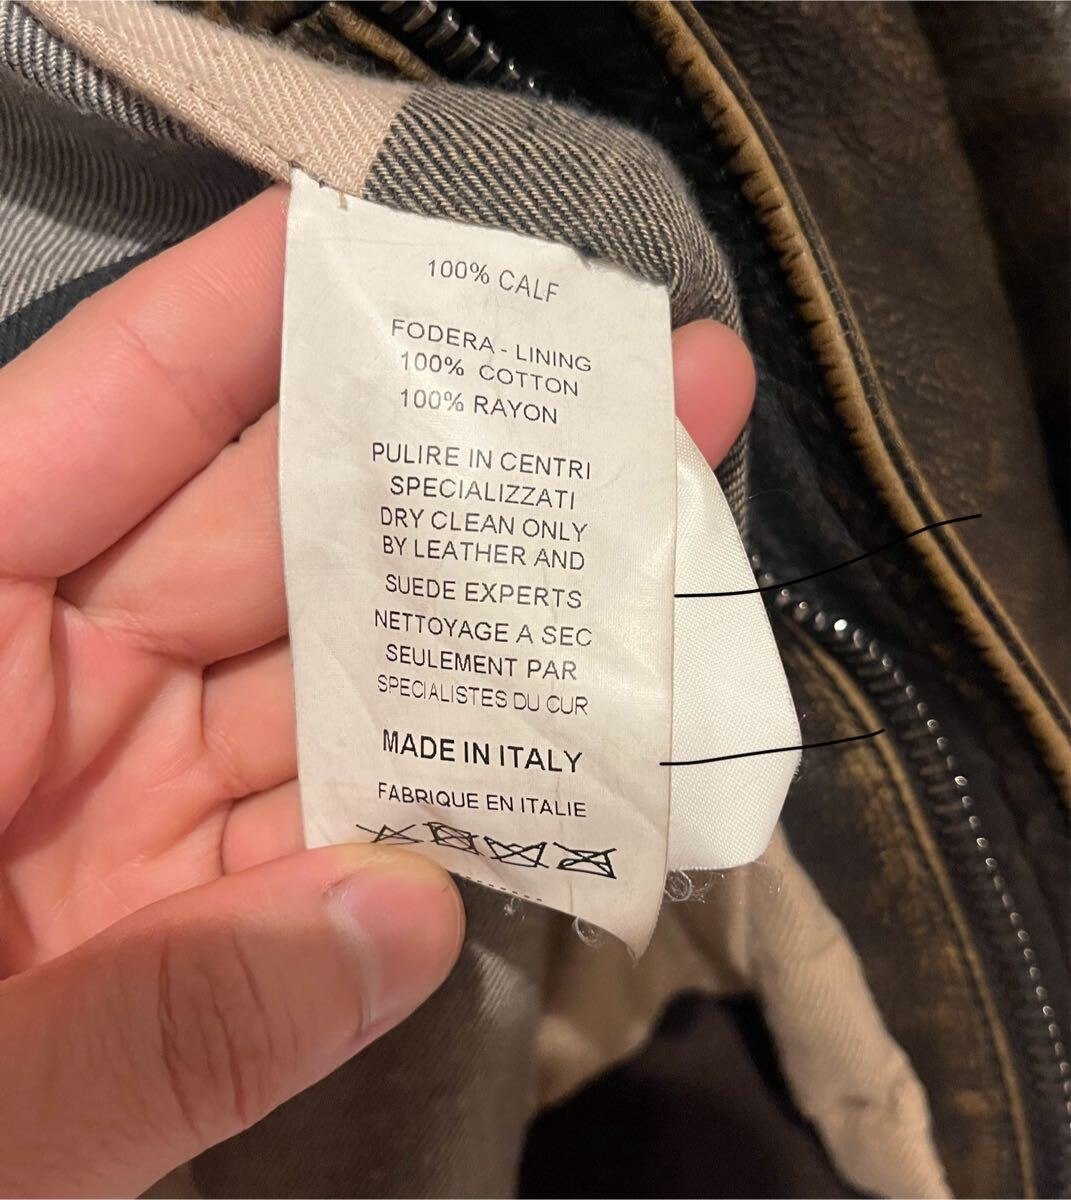 100% CALF
FODERA - LINING
100% COTTON
100% RAYON
PULIRE IN CENTRI
SPECIALIZZATI
DRY CLEAN ONLY
BY LEATHER AND
SUEDE EXPERTS
NETTOYAGE A SEC
SEULEMENT PAR
SPECIALISTES DU CUR
MADE IN ITALY
FABRIQUE EN ITALIE